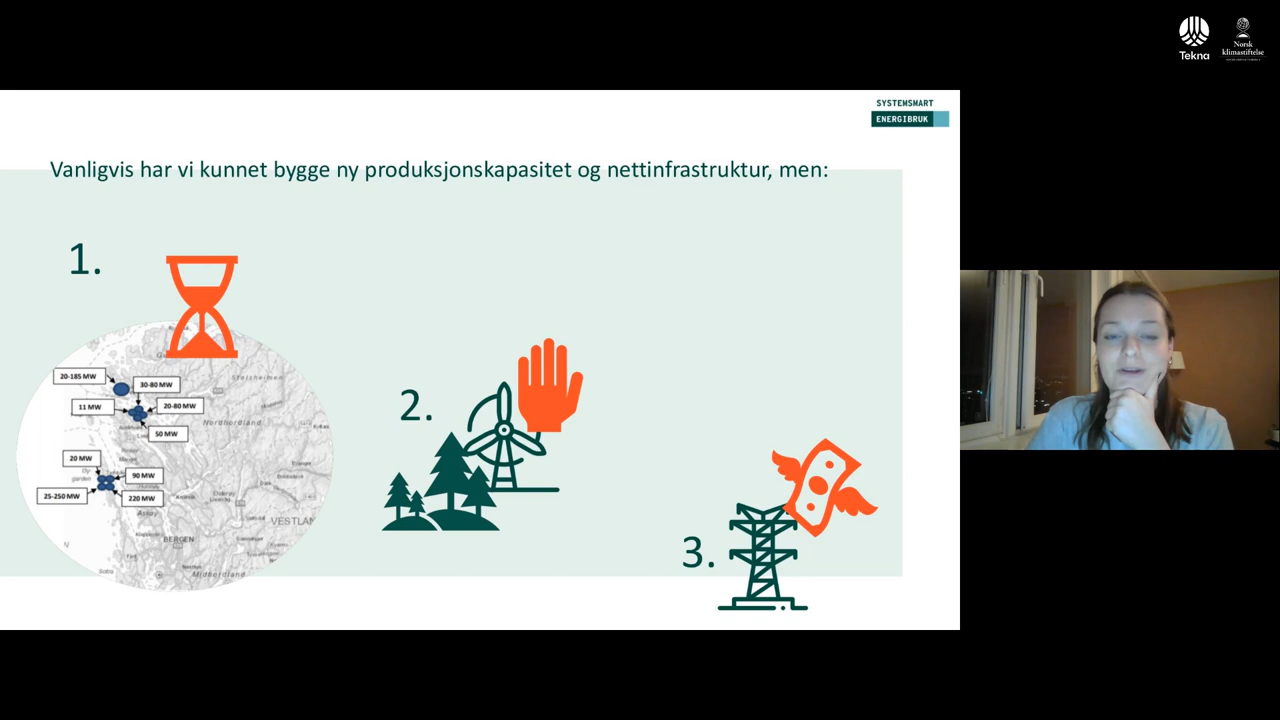 Tekna
Norsk
klimastiftelse
SYSTEMSMART
ENERGIBRUK
Vanligvis har vi kunnet bygge ny produksjonskapasitet og nettinfrastruktur, men:
1.
20-185 MW
30-80 MW
11 MW
20-80 MW
50 MW
20 MW
90 MW
25-250 MW
220 MW
Nordhordland
Askøy
VESTLAN
BERGEN
Midhordland
2.
3.